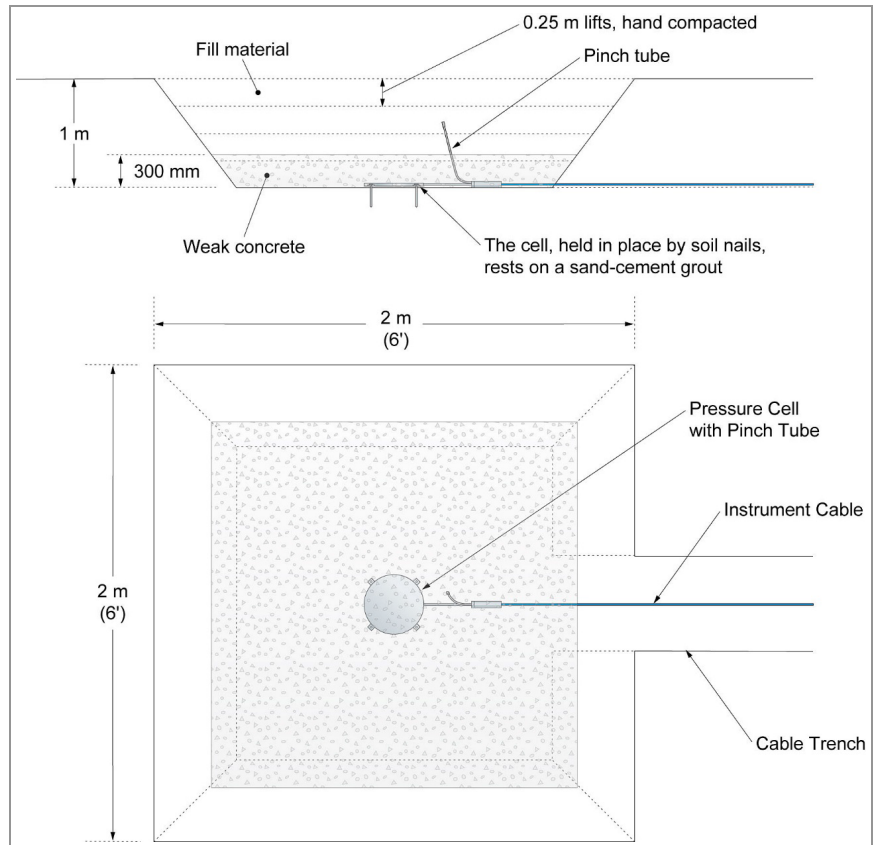 0.25 m lifts, hand compacted
Fill material
Pinch tube
1 m
300 mm
Weak concrete
The cell, held in place by soil nails,
rests on a sand-cement grout
2 m
(6')
Pressure Cell
with Pinch Tube
Instrument Cable
2 m
(6')
Cable Trench